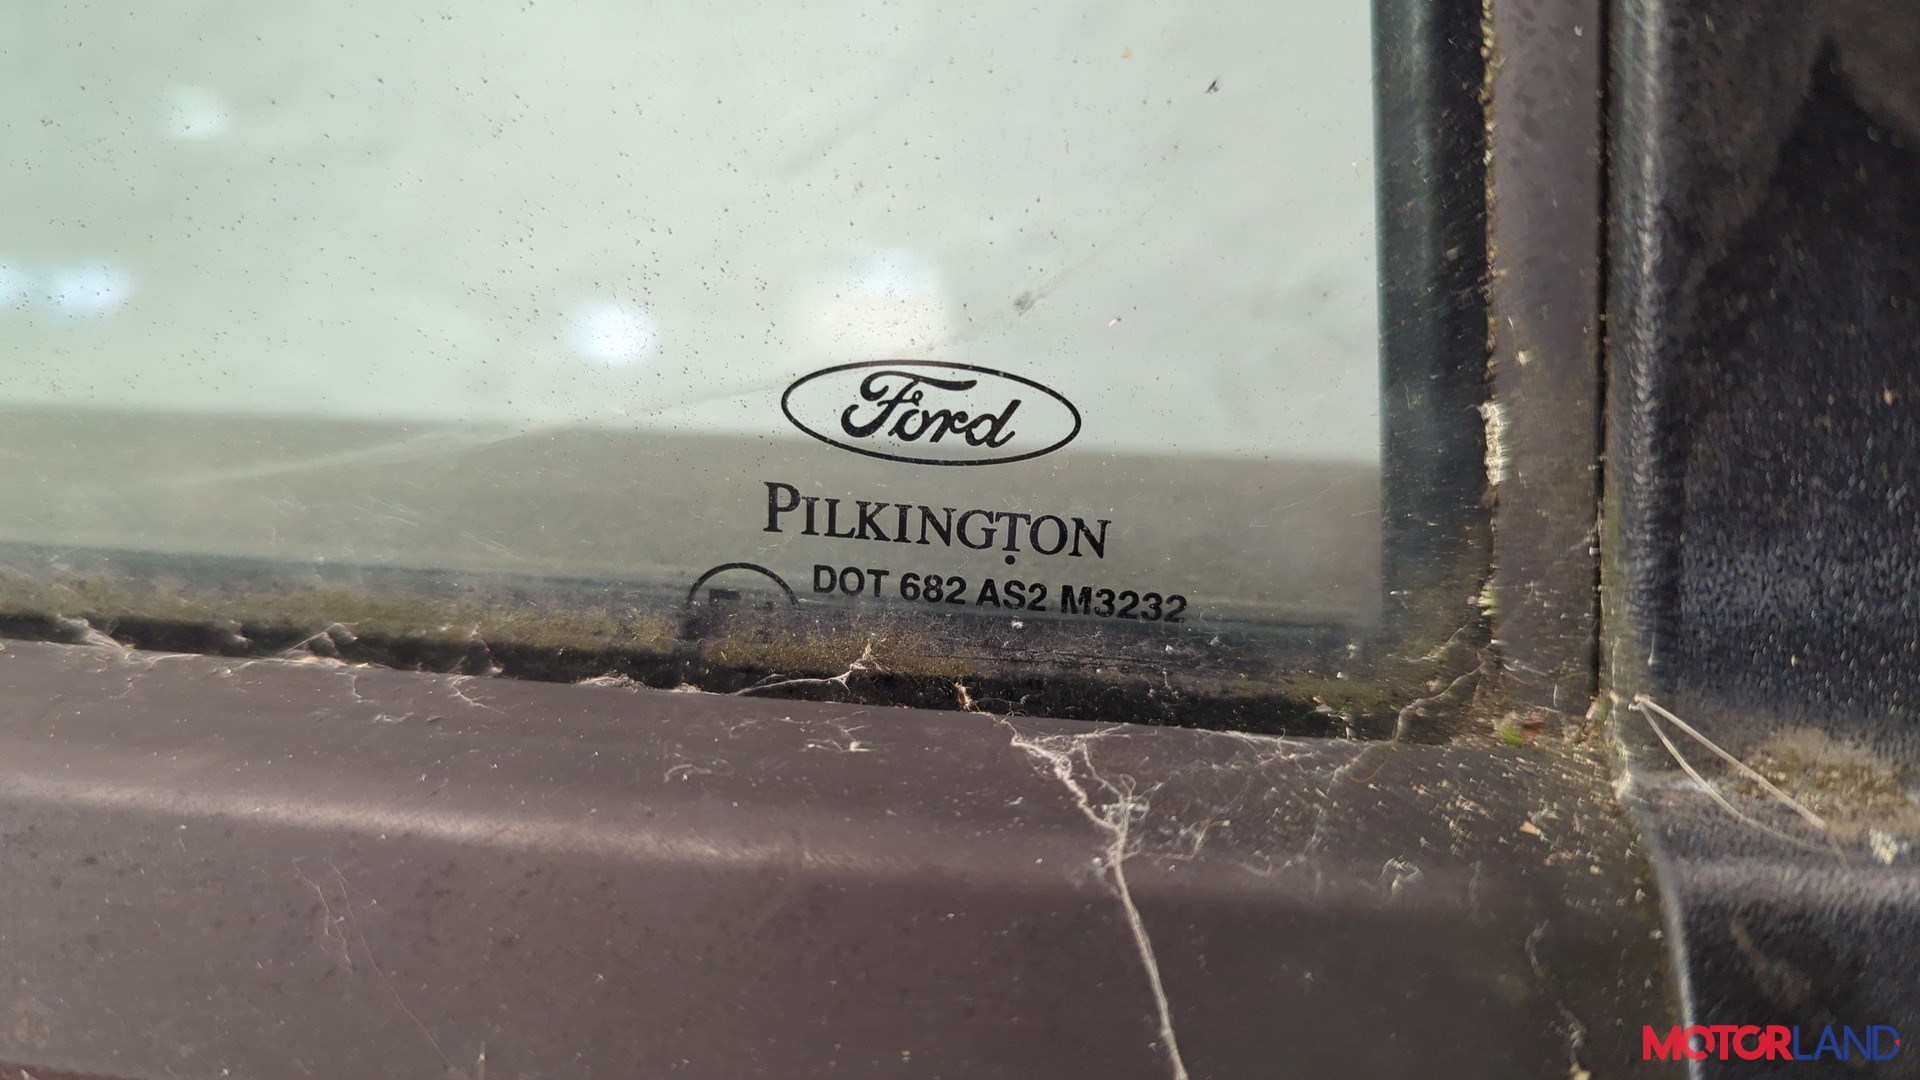 Ford
PILKINGTON
DOT 682 AS2 M3232
MOTORLAND